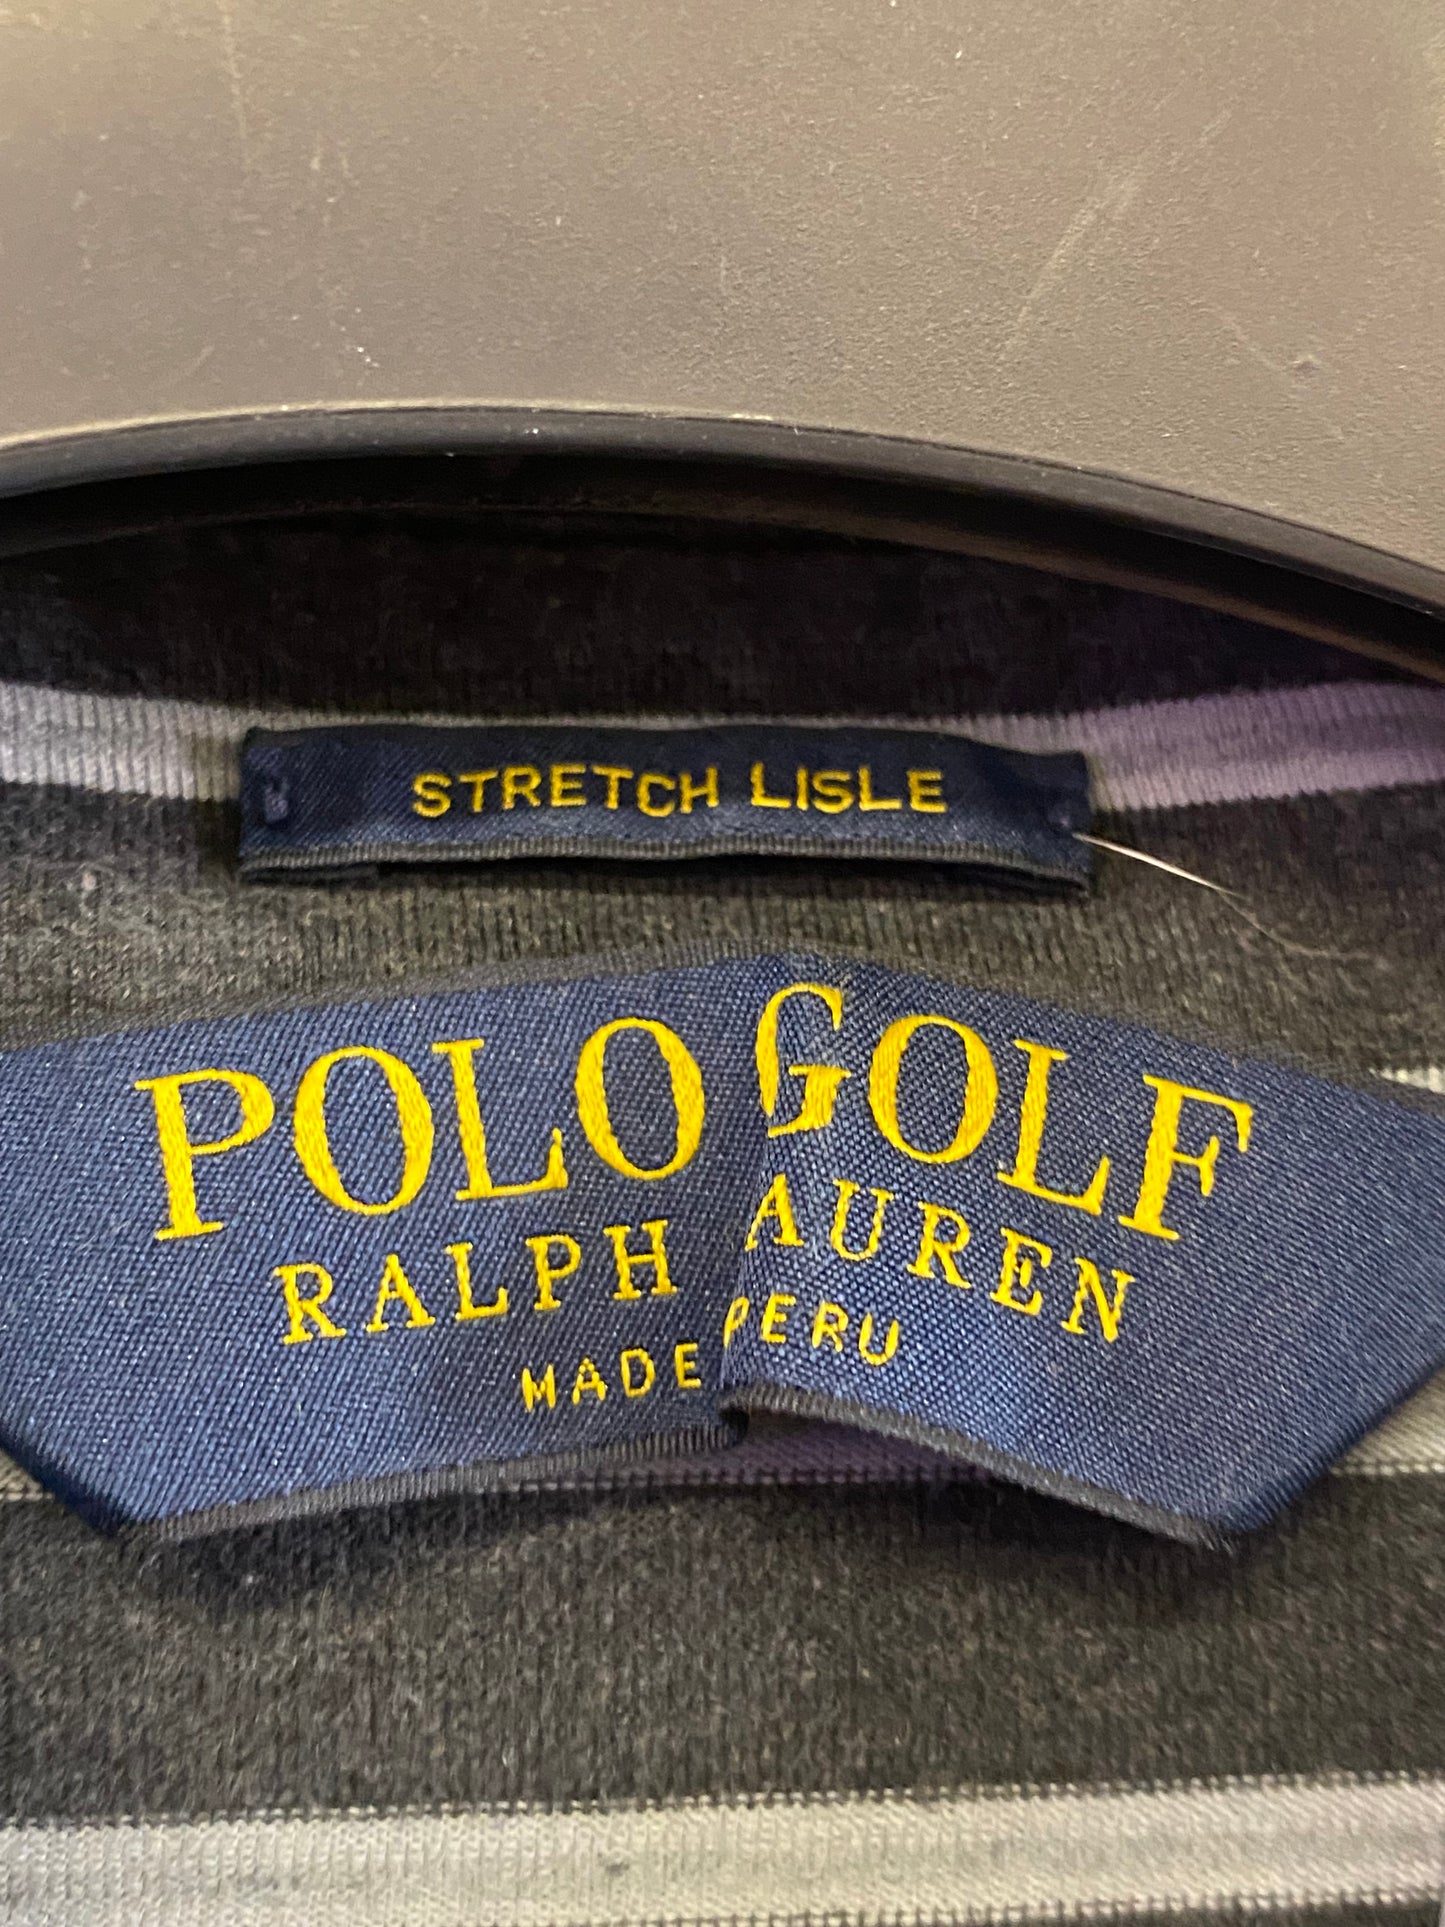 STRETCH LISLE
POLO GOLF
RALPH AUREN
MADE PERU